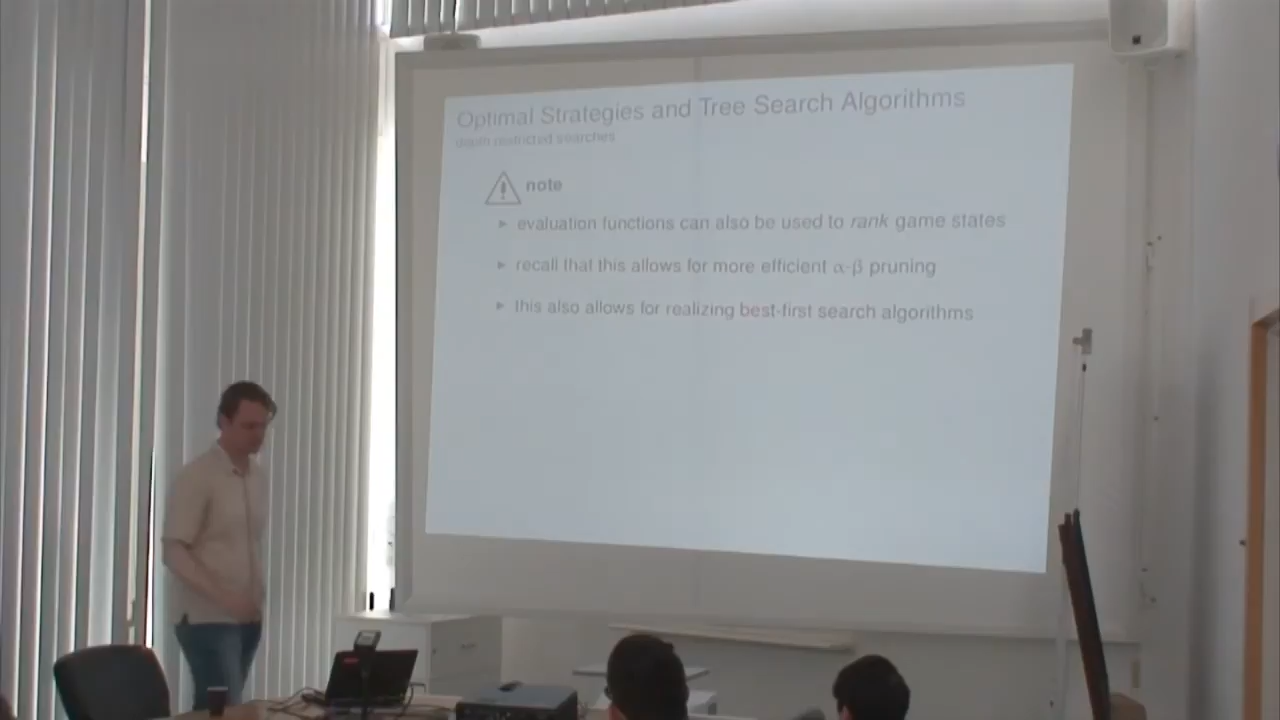 Optimal Strategies and Tree Search Algorithms
depth restricted searches
note
► evaluation functions can also be used to rank game states
► recall that this allows for more efficient α-β pruning
► this also allows for realizing best-first search algorithms